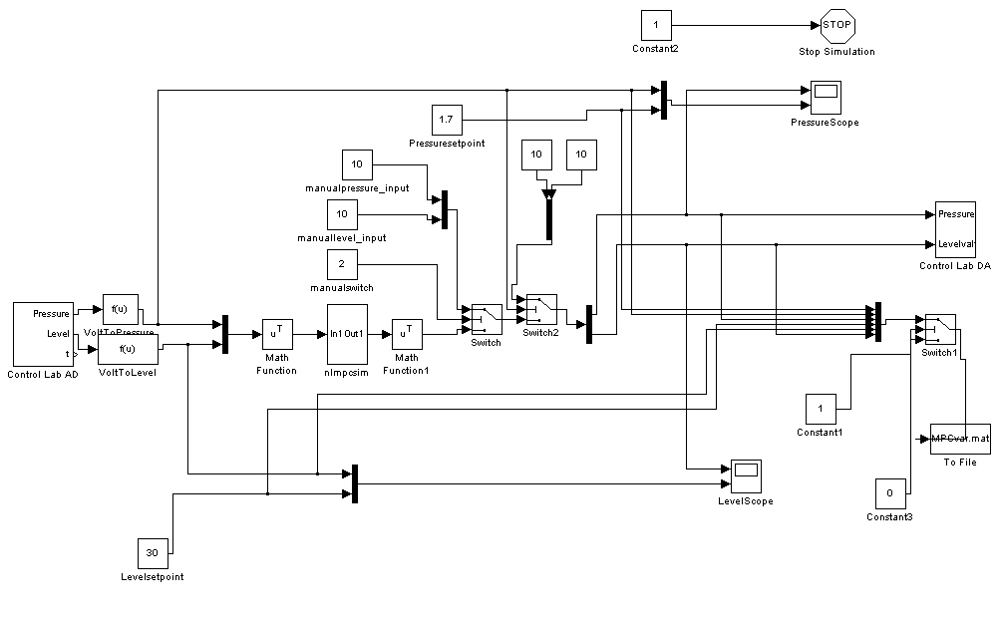 1
Constant2
STOP
Stop Simulation
PressureScope
1.7
Pressuresetpoint
10
10
10
manualpressure_input
10
manuallevel_input
2
manualswitch
Pressure
Levelval
Control Lab DA
Pressure
Level
t
Control Lab AD
f(u)
VoltToPressure
f(u)
VoltToLevel
u T
Math
Function
In1 Out1
nlmpcsim
u T
Math
Function1
Switch
Switch2
Switch1
1
Constant1
MPCvar.mat
To File
LevelScope
0
Constant3
30
Levelsetpoint